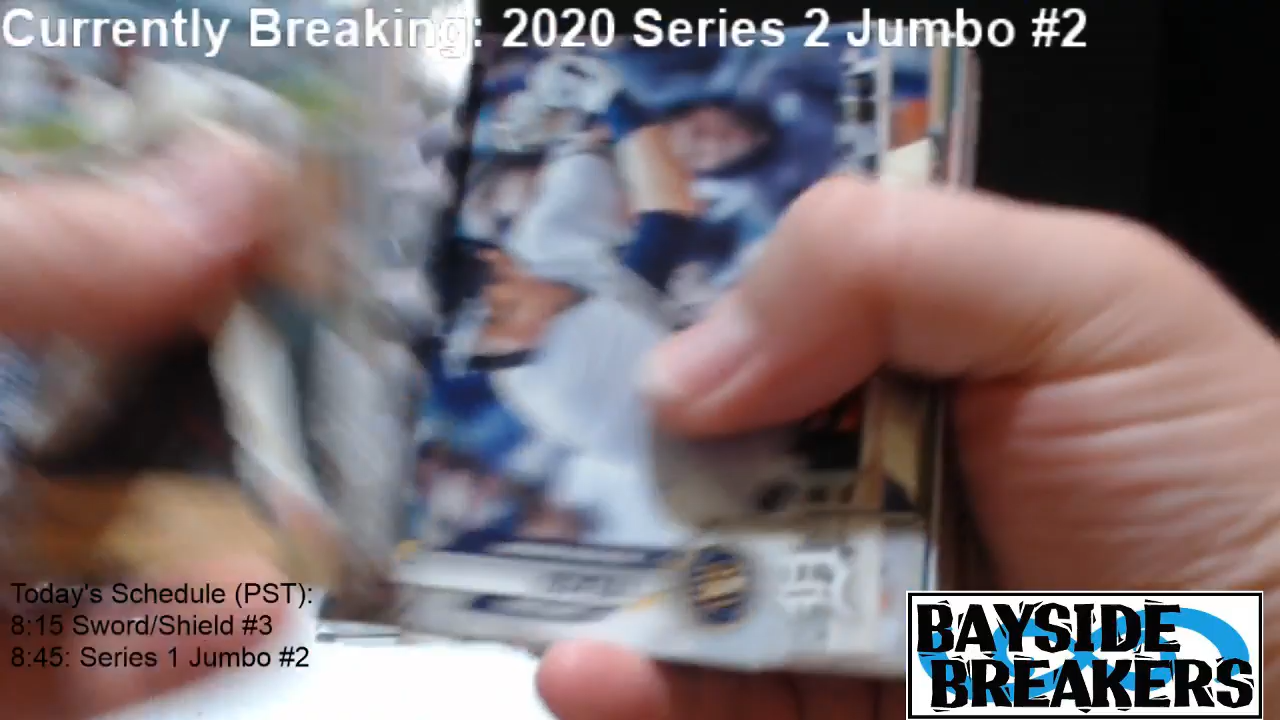 Currently Breaking: 2020 Series 2 Jumbo #2
Today's Schedule (PST):
8:15 Sword/Shield #3
8:45: Series 1 Jumbo #2
BAYSIDE
BREAKERS